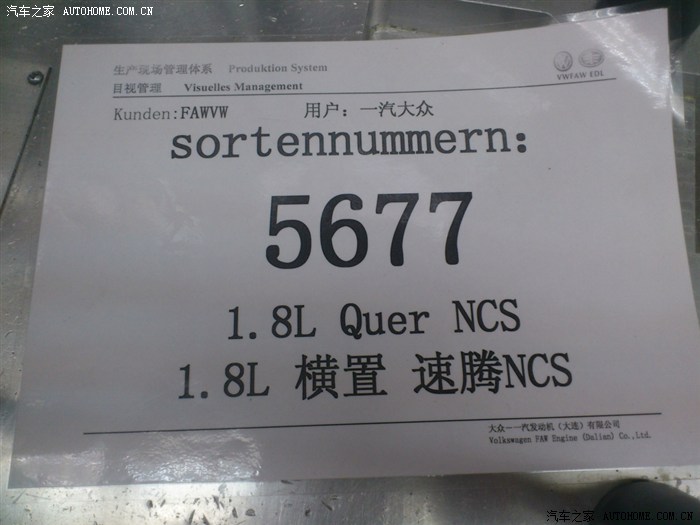 汽车之家 AUTOHOME.COM.CN
生产现场管理体系 Produktion System
目视管理 Visuelles Management
VWFAW EDL
Kunden:FAWVW 用户：一汽大众
sortennummern:
5677
1.8L Quer NCS
1.8L 横置 速腾NCS
大众一汽发动机（大连）有限公司
Volkswagen FAW Engine (Dalian) Co.,Ltd.
汽车之家 AUTOHOME.COM.CN